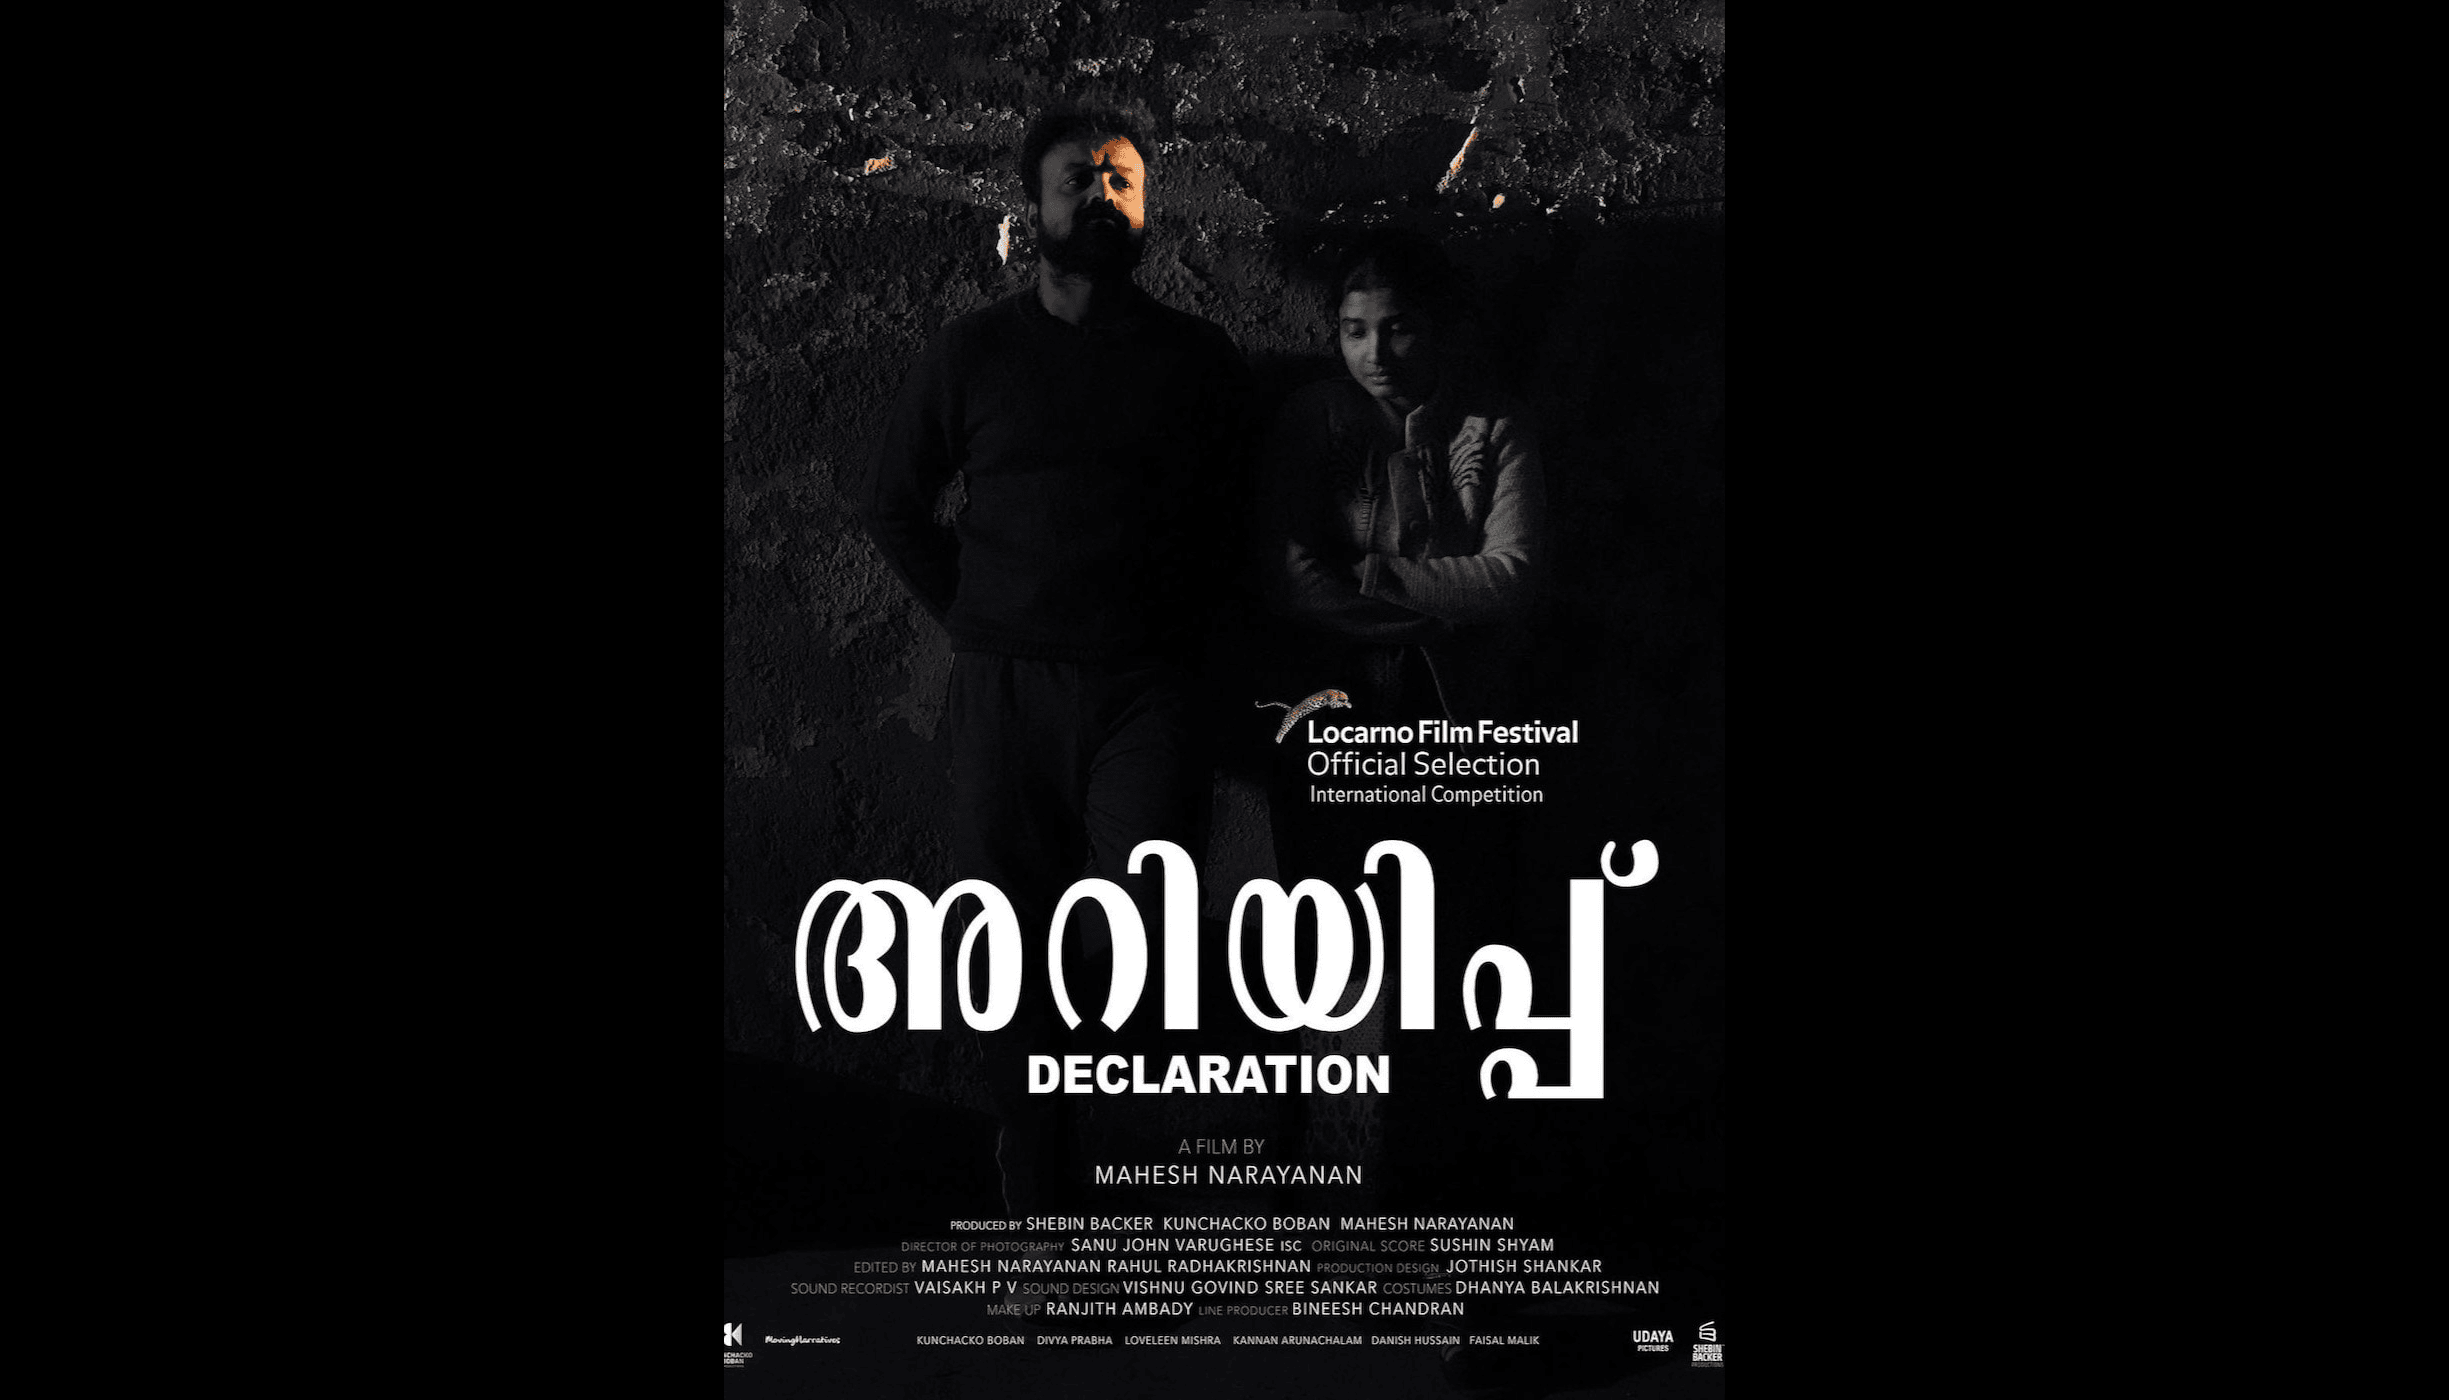 Locarno Film Festival
Official Selection
International Competition
അറിയിപ്പ്
DECLARATION
A FILM BY
MAHESH NARAYANAN
PRODUCED BY SHEBIN BACKER KUNCHACKO BOBAN MAHESH NARAYANAN
DIRECTOR OF PHOTOGRAPHY SANU JOHN VARUGHESE ISC ORIGINAL SCORE SUSHIN SHYAM
EDITED BY MAHESH NARAYANAN RAHUL RADHAKRISHNAN PRODUCTION DESIGN JOTHISH SHANKAR
SOUND RECORDIST VAISAKH P V SOUND DESIGN VISHNU GOVIND SREE SANKAR COSTUMES DHANYA BALAKRISHNAN
MAKE UP RANJITH AMBADY LINE PRODUCER BINEESH CHANDRAN
MovingNarratives
KUNCHACKO BOBAN DIVYA PRABHA LOVELEEN MISHRA KANNAN ARUNACHALAM DANISH HUSSAIN FAISAL MALIK
UDAYA
PICTURES
SHEBIN
BACKER
PRODUCTIONS